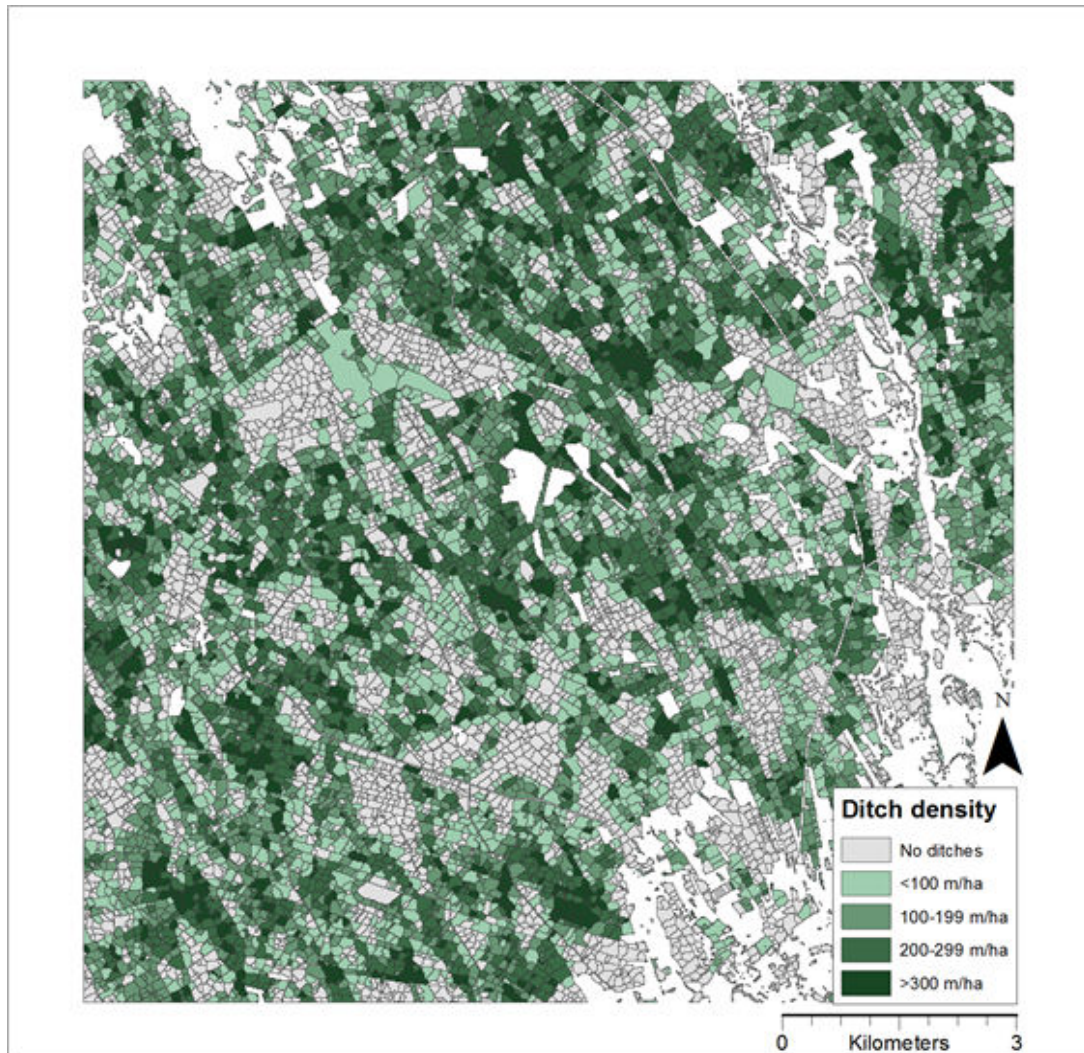 N
Ditch density
No ditches
<100 m/ha
100-199 m/ha
200-299 m/ha
>300 m/ha
0 Kilometers 3